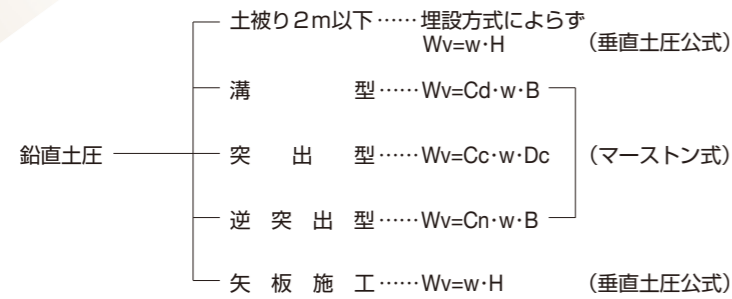 土被り2m以下……埋設方式によらず
Wv=w・H （垂直土圧公式）
溝型……Wv=Cd・w・B
鉛直土圧 突出型……Wv=Cc・w・Dc （マーストン式）
逆突出型……Wv=Cn・w・B
矢板施工……Wv=w・H （垂直土圧公式）